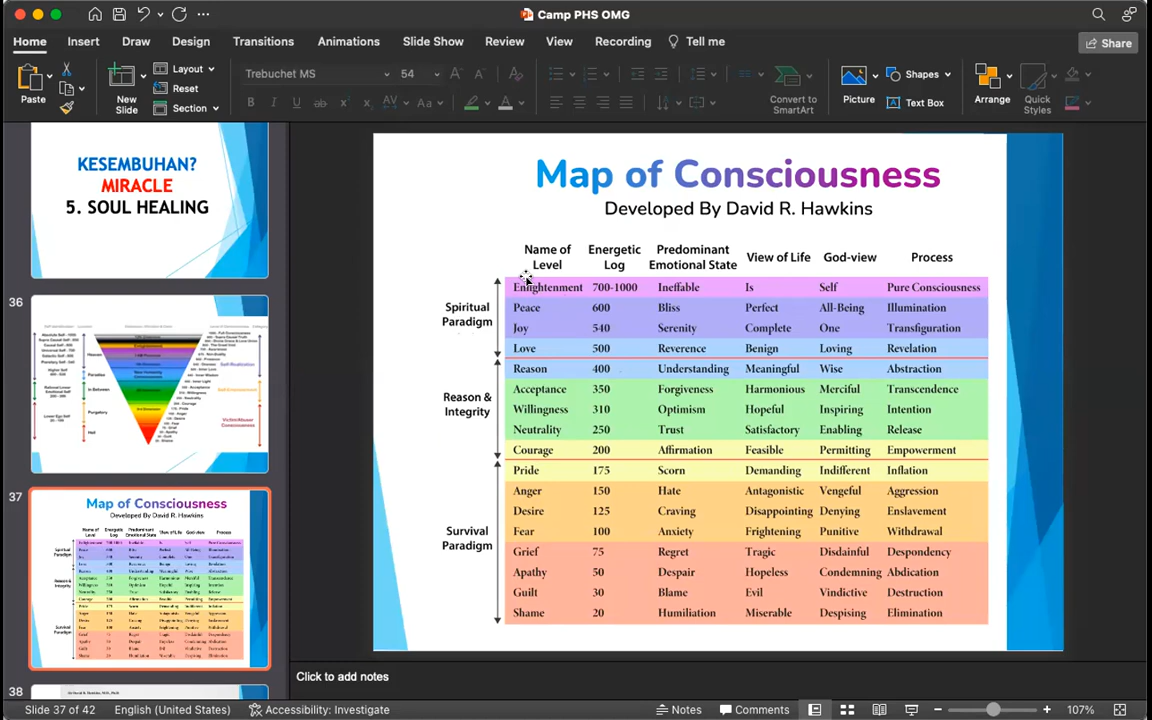 Camp PHS OMG
Home Insert Draw Design Transitions Animations Slide Show Review View Recording Tell me
Share
Paste
New Slide
Layout
Reset
Section
Trebuchet MS 54
Convert to SmartArt
Picture
Shapes
Text Box
Arrange
Quick Styles
KESEMBUHAN?
MIRACLE
5. SOUL HEALING
36
37
Map of Consciousness
Developed By David R. Hawkins
38
Map of Consciousness
Developed By David R. Hawkins
Name of Level Energetic Log Predominant Emotional State View of Life God-view Process
Spiritual Paradigm
Enlightenment 700-1000 Ineffable Is Self Pure Consciousness
Peace 600 Bliss Perfect All-Being Illumination
Joy 540 Serenity Complete One Transfiguration
Love 500 Reverence Benign Loving Revelation
Reason & Integrity
Reason 400 Understanding Meaningful Wise Abstraction
Acceptance 350 Forgiveness Harmonious Merciful Transcendence
Willingness 310 Optimism Hopeful Inspiring Intention
Neutrality 250 Trust Satisfactory Enabling Release
Courage 200 Affirmation Feasible Permitting Empowerment
Survival Paradigm
Pride 175 Scorn Demanding Indifferent Inflation
Anger 150 Hate Antagonistic Vengeful Aggression
Desire 125 Craving Disappointing Denying Enslavement
Fear 100 Anxiety Frightening Punitive Withdrawal
Grief 75 Regret Tragic Disdainful Despondency
Apathy 50 Despair Hopeless Condemning Abdication
Guilt 30 Blame Evil Vindictive Destruction
Shame 20 Humiliation Miserable Despising Elimination
Click to add notes
Slide 37 of 42 English (United States) Accessibility: Investigate Notes Comments 107%